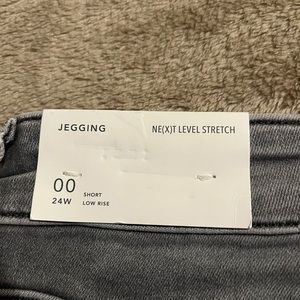 JEGGING NE(X)T LEVEL STRETCH
00 SHORT
24W LOW RISE